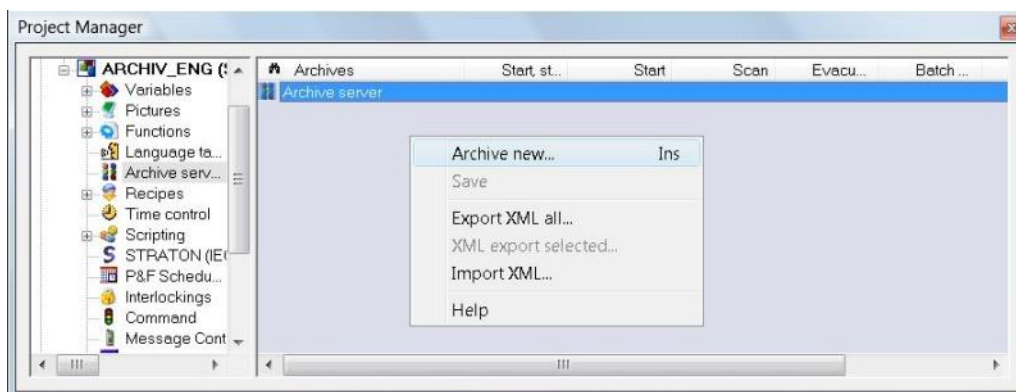 Project Manager
ARCHIV_ENG (
Variables
Pictures
Functions
Language ta...
Archive serv...
Recipes
Time control
Scripting
STRATON (IE
P&F Schedu...
Interlockings
Command
Message Cont
Archives Start, st... Start Scan Evacu... Batch ...
Archive server
Archive new... Ins
Save
Export XML all...
XML export selected...
Import XML...
Help